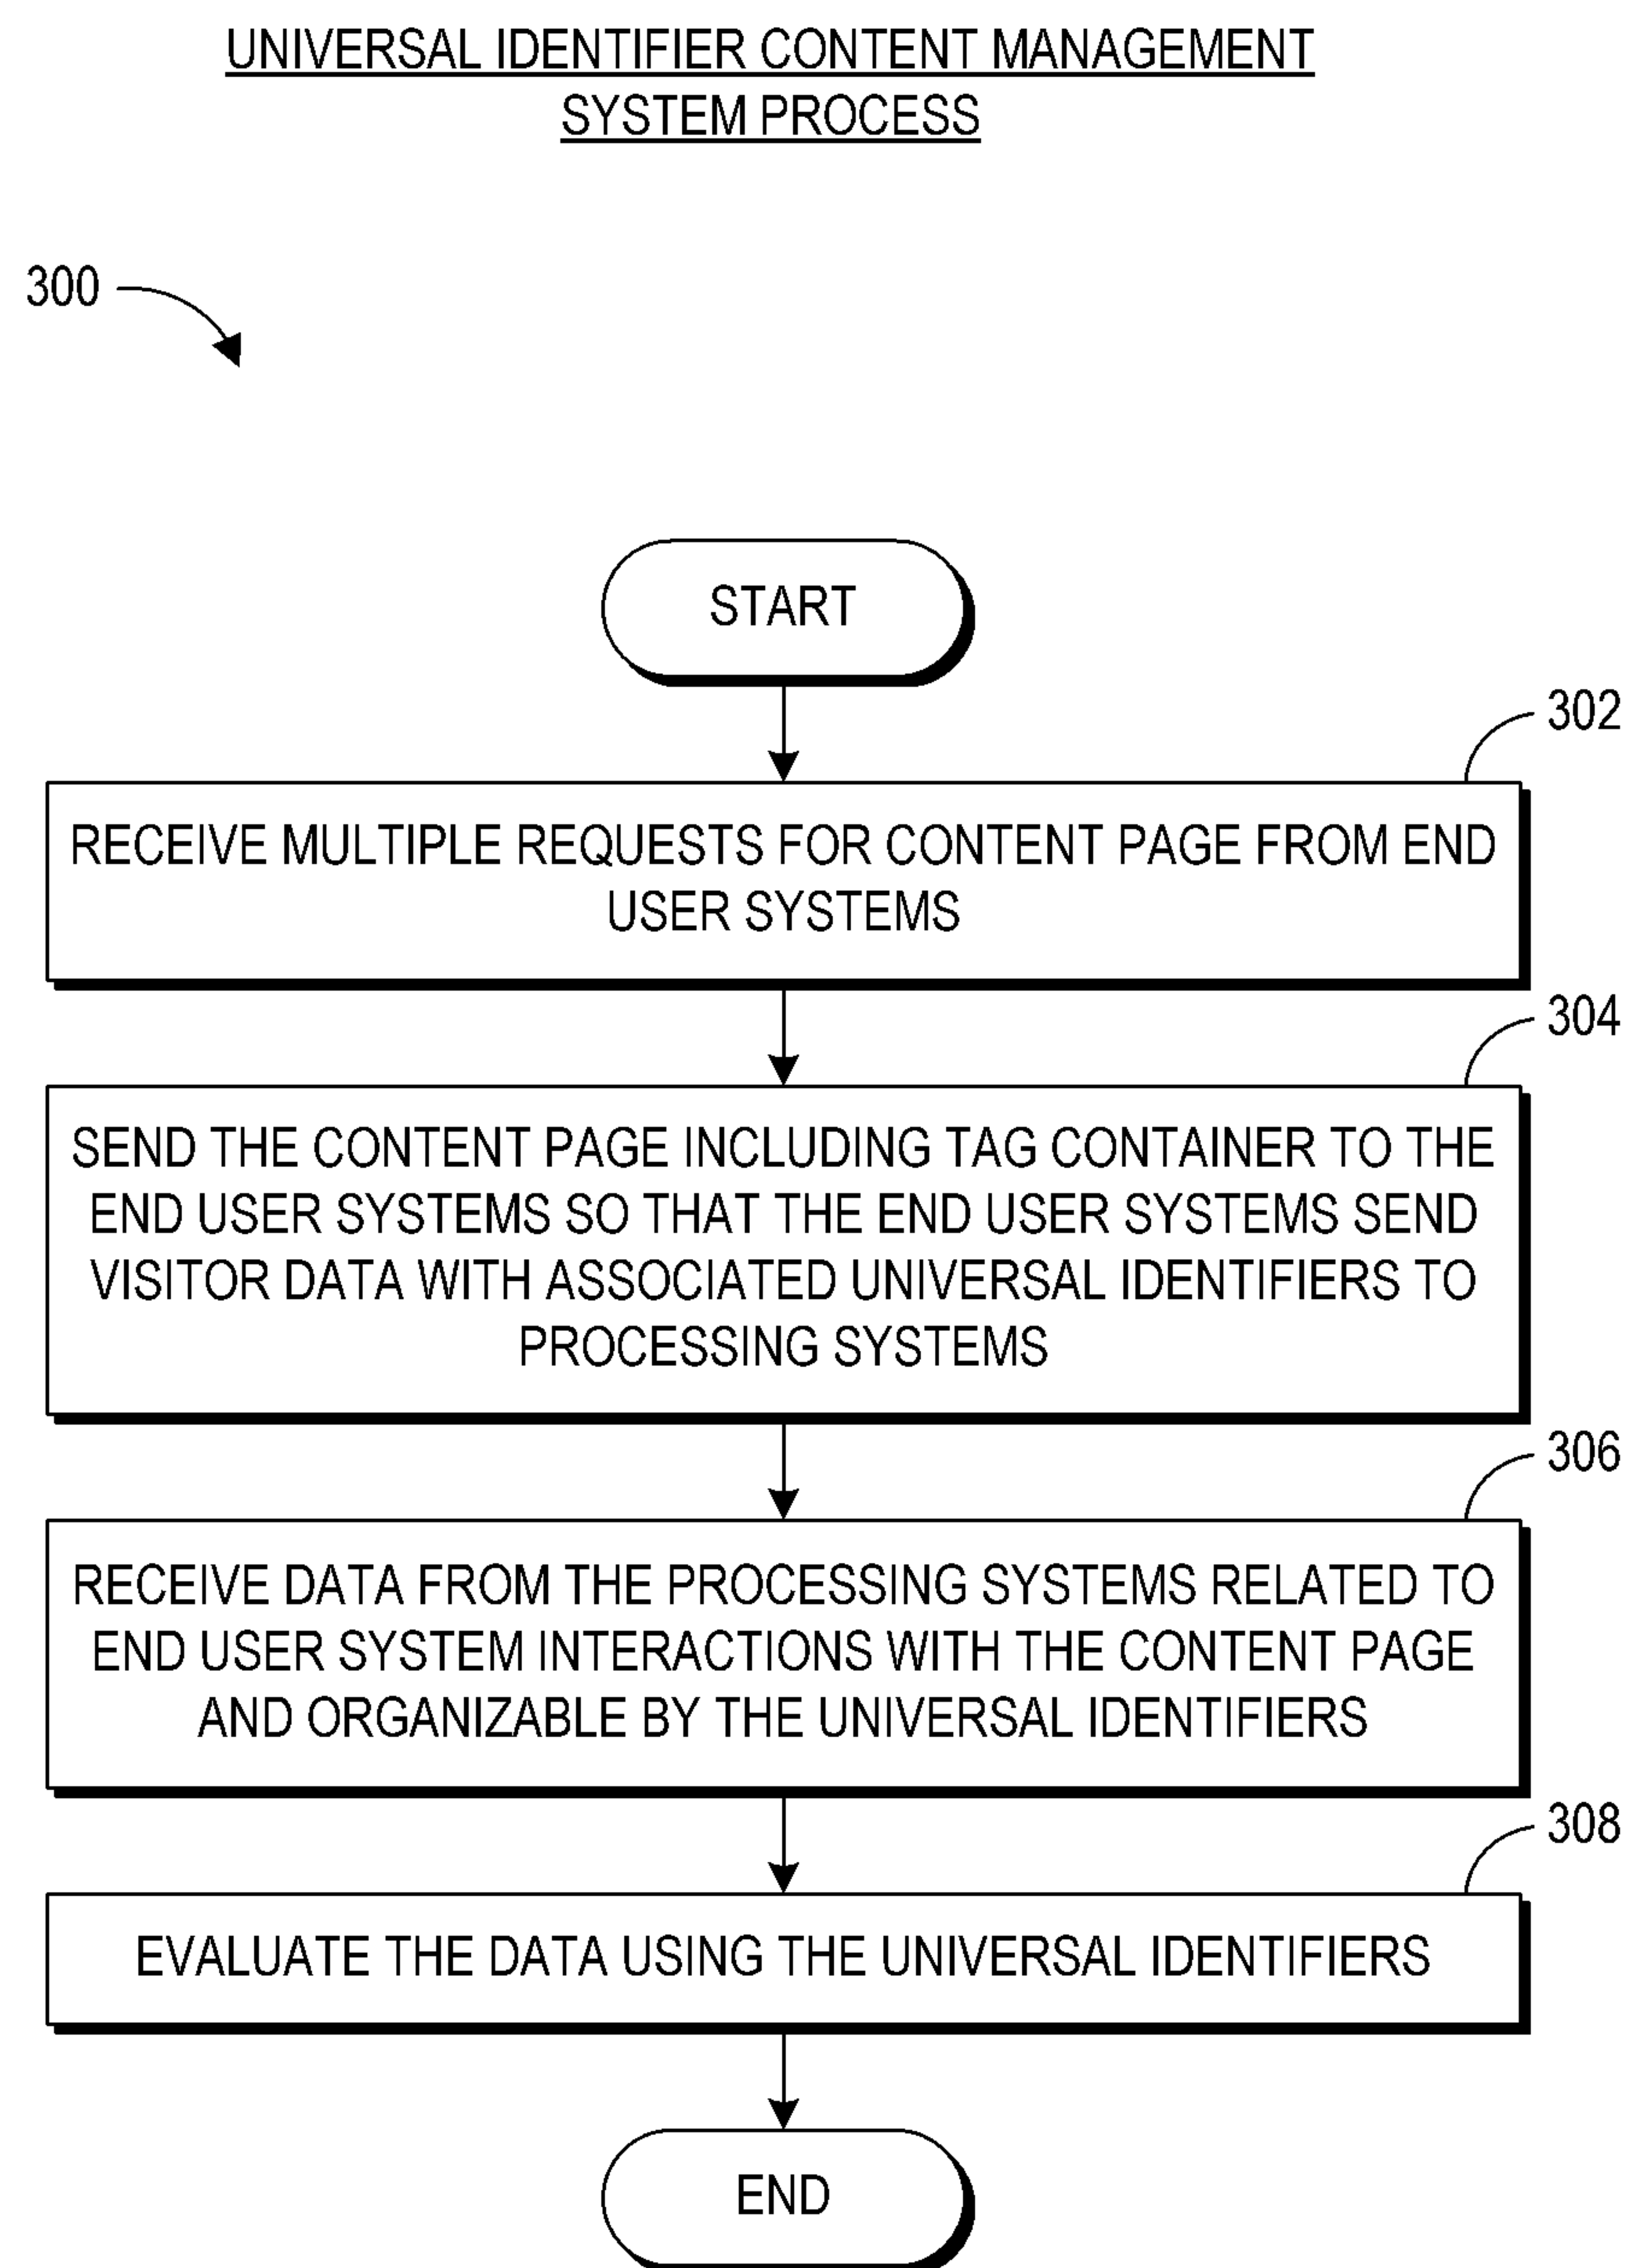 UNIVERSAL IDENTIFIER CONTENT MANAGEMENT
SYSTEM PROCESS
300
START
302
RECEIVE MULTIPLE REQUESTS FOR CONTENT PAGE FROM END
USER SYSTEMS
304
SEND THE CONTENT PAGE INCLUDING TAG CONTAINER TO THE
END USER SYSTEMS SO THAT THE END USER SYSTEMS SEND
VISITOR DATA WITH ASSOCIATED UNIVERSAL IDENTIFIERS TO
PROCESSING SYSTEMS
306
RECEIVE DATA FROM THE PROCESSING SYSTEMS RELATED TO
END USER SYSTEM INTERACTIONS WITH THE CONTENT PAGE
AND ORGANIZABLE BY THE UNIVERSAL IDENTIFIERS
308
EVALUATE THE DATA USING THE UNIVERSAL IDENTIFIERS
END